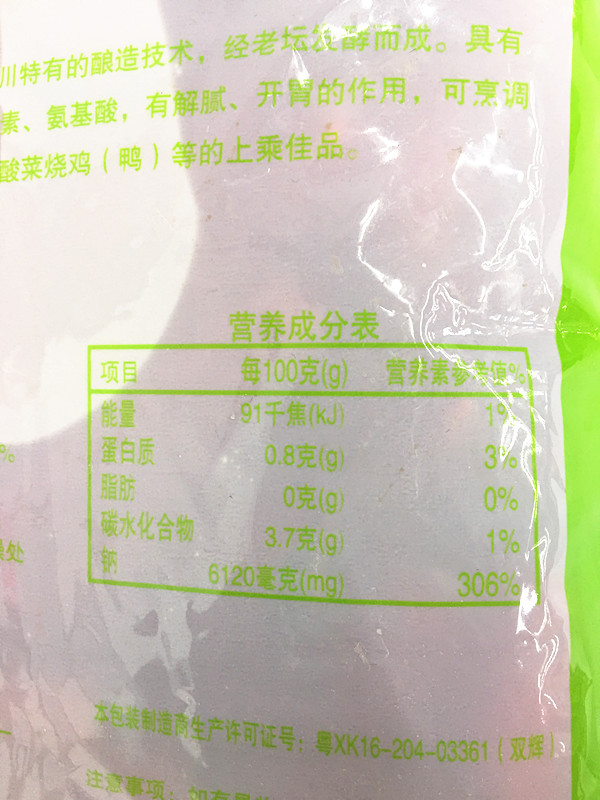 川特有的酿造技术，经老坛发酵而成。具有
素、氨基酸，有解腻、开胃的作用，可烹调
酸菜烧鸡（鸭）等的上乘佳品。
营养成分表
项目 每100克(g) 营养素参考值%
能量 91千焦(kJ) 1%
蛋白质 0.8克(g) 3%
脂肪 0克(g) 0%
碳水化合物 3.7克(g) 1%
钠 6120毫克(mg) 306%
%
处
本包装制造商生产许可证号：粤XK16-204-03361（双辉）
注意事项：如有